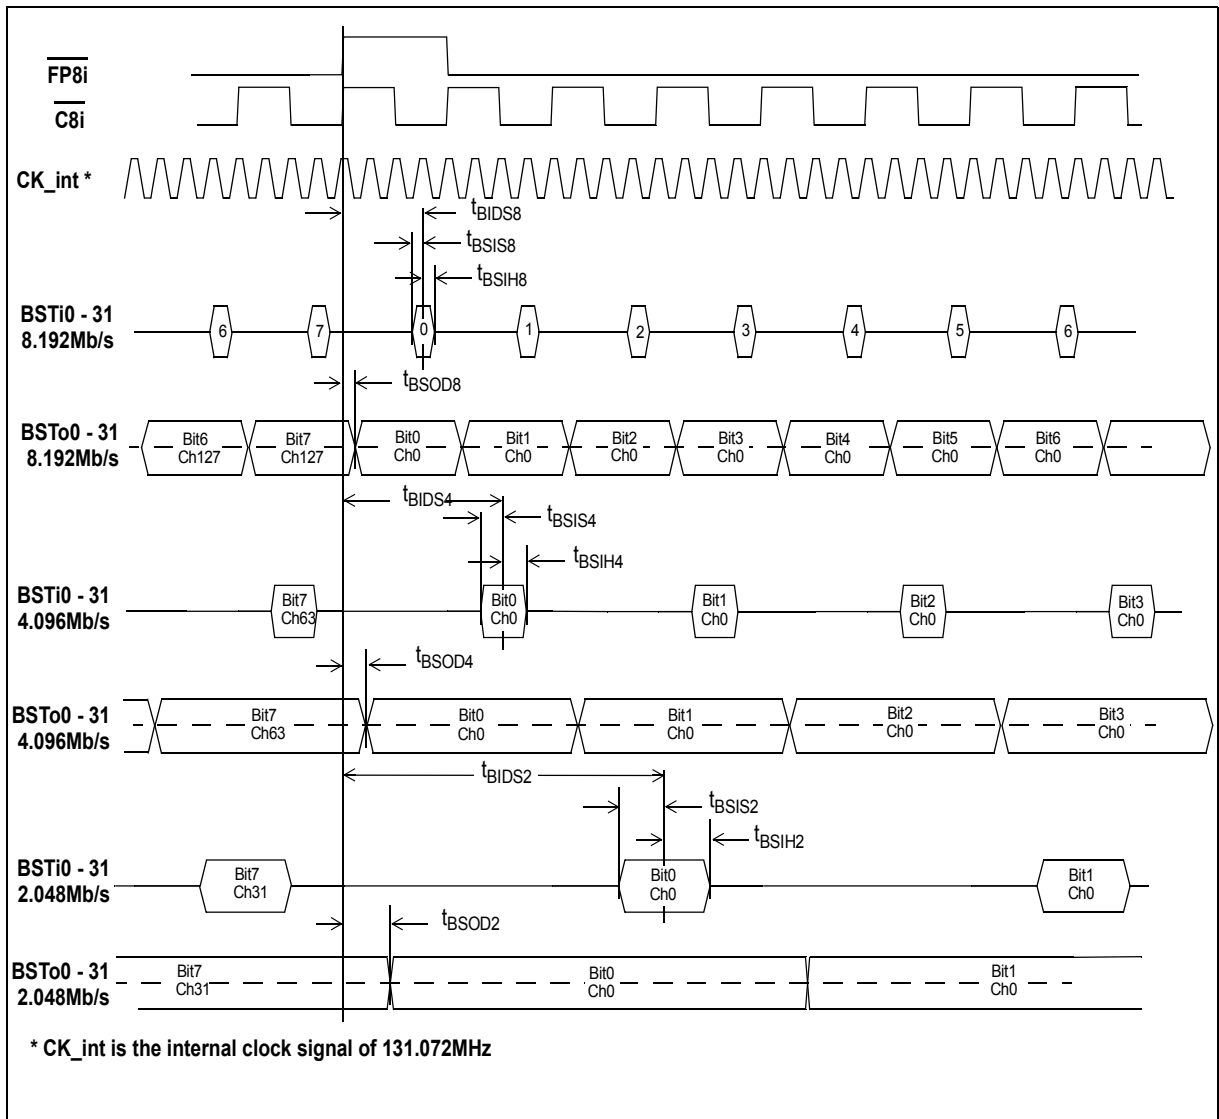 FP8i
C8i
CK_int *
tBIDS8
tBSIS8
tBSIH8
BSTi0 - 31
8.192Mb/s
6 7 0 1 2 3 4 5 6
tBSOD8
BSTo0 - 31
8.192Mb/s
Bit6 Bit7 Bit0 Bit1 Bit2 Bit3 Bit4 Bit5 Bit6
Ch127 Ch127 Ch0 Ch0 Ch0 Ch0 Ch0 Ch0 Ch0
tBIDS4
tBSIS4
tBSIH4
BSTi0 - 31
4.096Mb/s
Bit7 Bit0 Bit1 Bit2 Bit3
Ch63 Ch0 Ch0 Ch0 Ch0
tBSOD4
BSTo0 - 31
4.096Mb/s
Bit7 Bit0 Bit1 Bit2 Bit3
Ch63 Ch0 Ch0 Ch0 Ch0
tBIDS2
tBSIS2
tBSIH2
BSTi0 - 31
2.048Mb/s
Bit7 Bit0 Bit1
Ch31 Ch0 Ch0
tBSOD2
BSTo0 - 31
2.048Mb/s
Bit7 Bit0 Bit1
Ch31 Ch0 Ch0
* CK_int is the internal clock signal of 131.072MHz